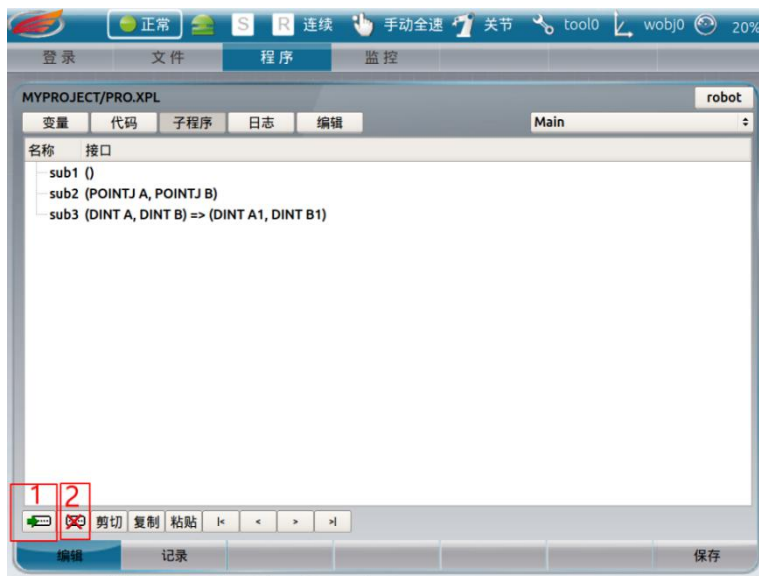 正常 S R 连续 手动全速 关节 tool0 wobj0 20%
登录 文件 程序 监控
MYPROJECT/PRO.XPL robot
变量 代码 子程序 日志 编辑 Main
名称 接口
sub1 ()
sub2 (POINTJ A, POINTJ B)
sub3 (DINT A, DINT B) => (DINT A1, DINT B1)
1 2
剪切 复制 粘贴 |< < > >|
编辑 记录 保存